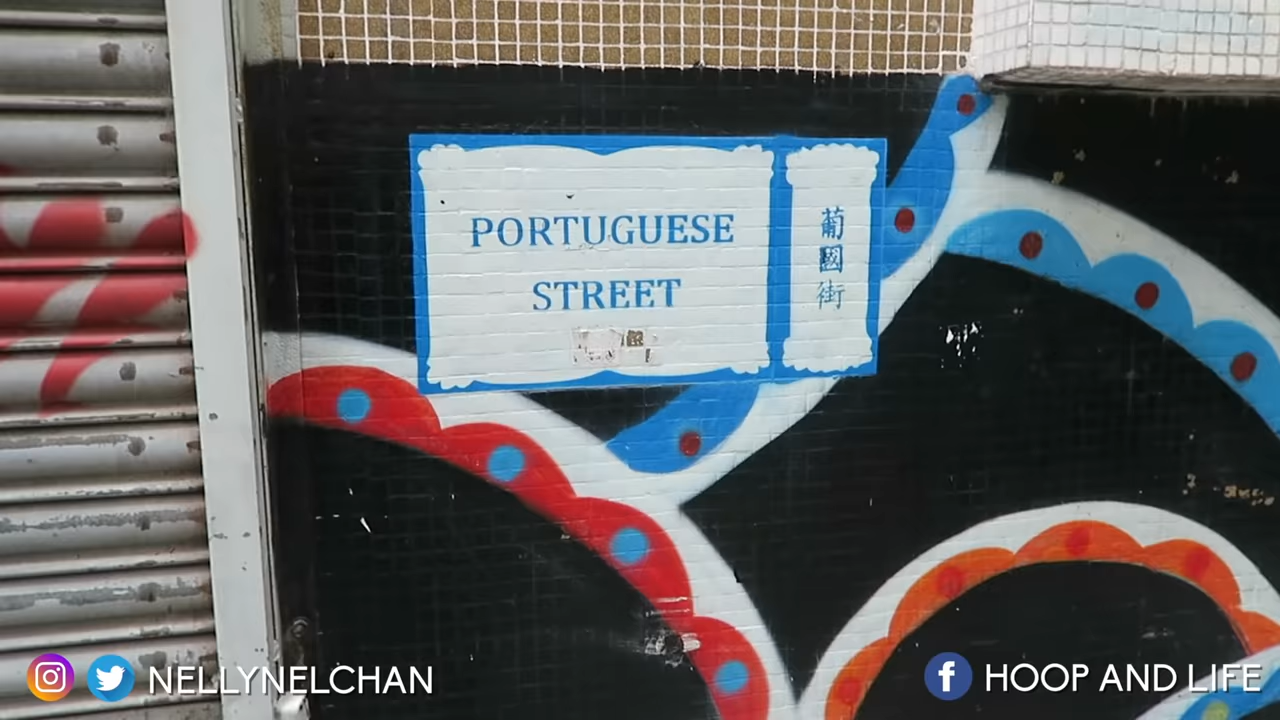 PORTUGUESE
STREET
葡國街
NELLYNELCHAN
HOOP AND LIFE